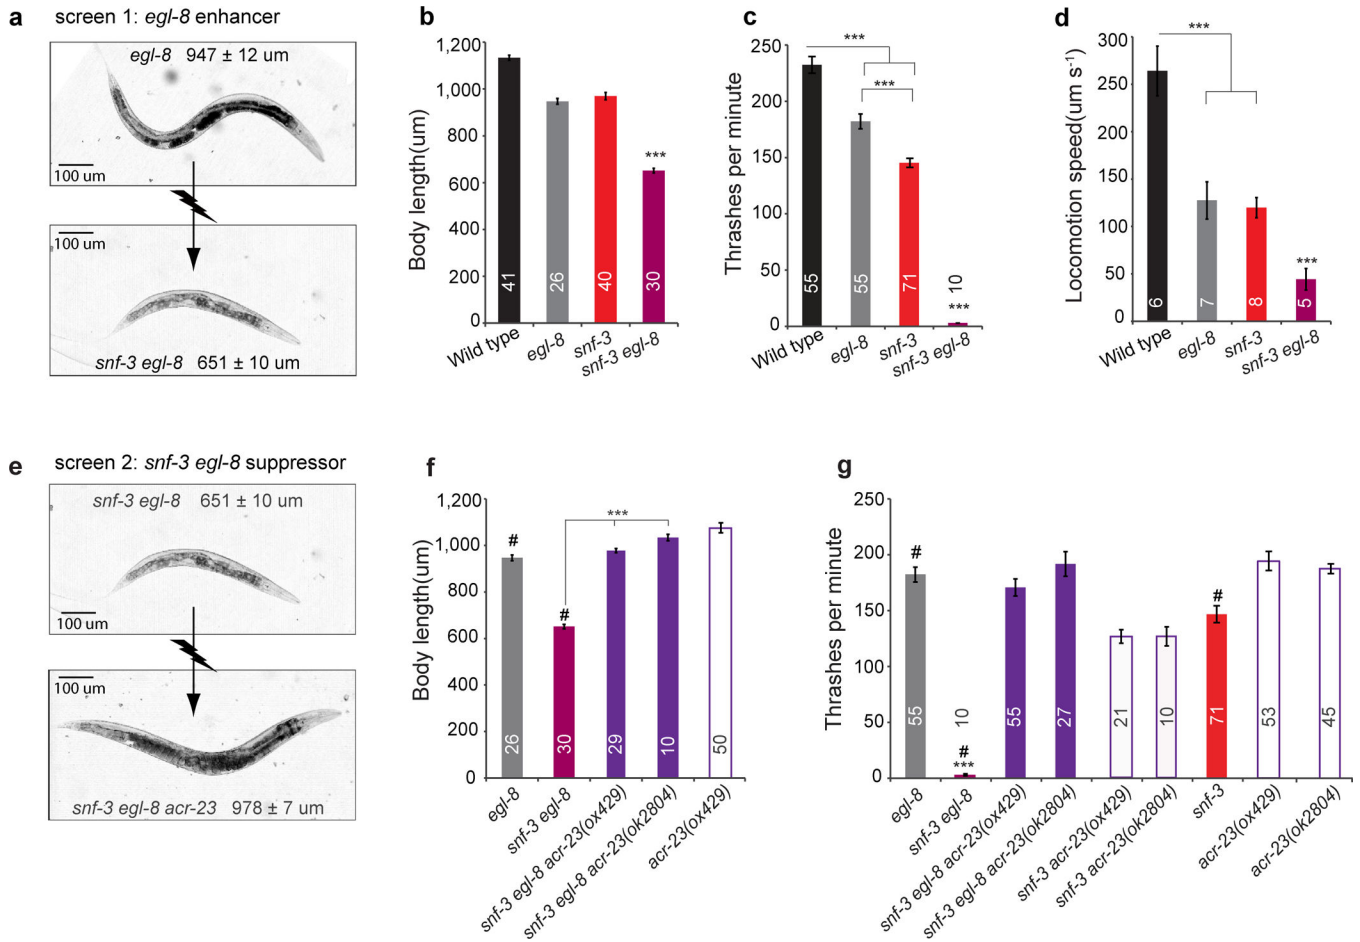 a
screen 1: egl-8 enhancer
egl-8 947 ± 12 um
100 um
100 um
snf-3 egl-8 651 ± 10 um
b
Body length(um)
1,200
1,000
800
600
400
200
0
41
26
40
30
***
Wild type
egl-8
snf-3
snf-3 egl-8
c
Thrashes per minute
250
200
150
100
50
0
***
***
55
55
71
10
***
Wild type
egl-8
snf-3
snf-3 egl-8
d
Locomotion speed(um s-1)
300
250
200
150
100
50
0
***
6
7
8
5
***
Wild type
egl-8
snf-3
snf-3 egl-8
e
screen 2: snf-3 egl-8 suppressor
snf-3 egl-8 651 ± 10 um
100 um
100 um
snf-3 egl-8 acr-23 978 ± 7 um
f
Body length(um)
1,200
1,000
800
600
400
200
0
#
#
***
26
30
29
10
50
egl-8
snf-3 egl-8
snf-3 egl-8 acr-23(ox429)
snf-3 egl-8 acr-23(ok2804)
acr-23(ox429)
g
Thrashes per minute
250
200
150
100
50
0
#
#
***
#
55
10
55
27
21
10
71
53
45
egl-8
snf-3 egl-8
snf-3 egl-8 acr-23(ox429)
snf-3 egl-8 acr-23(ok2804)
snf-3 acr-23(ox429)
snf-3 acr-23(ok2804)
snf-3
acr-23(ox429)
acr-23(ok2804)